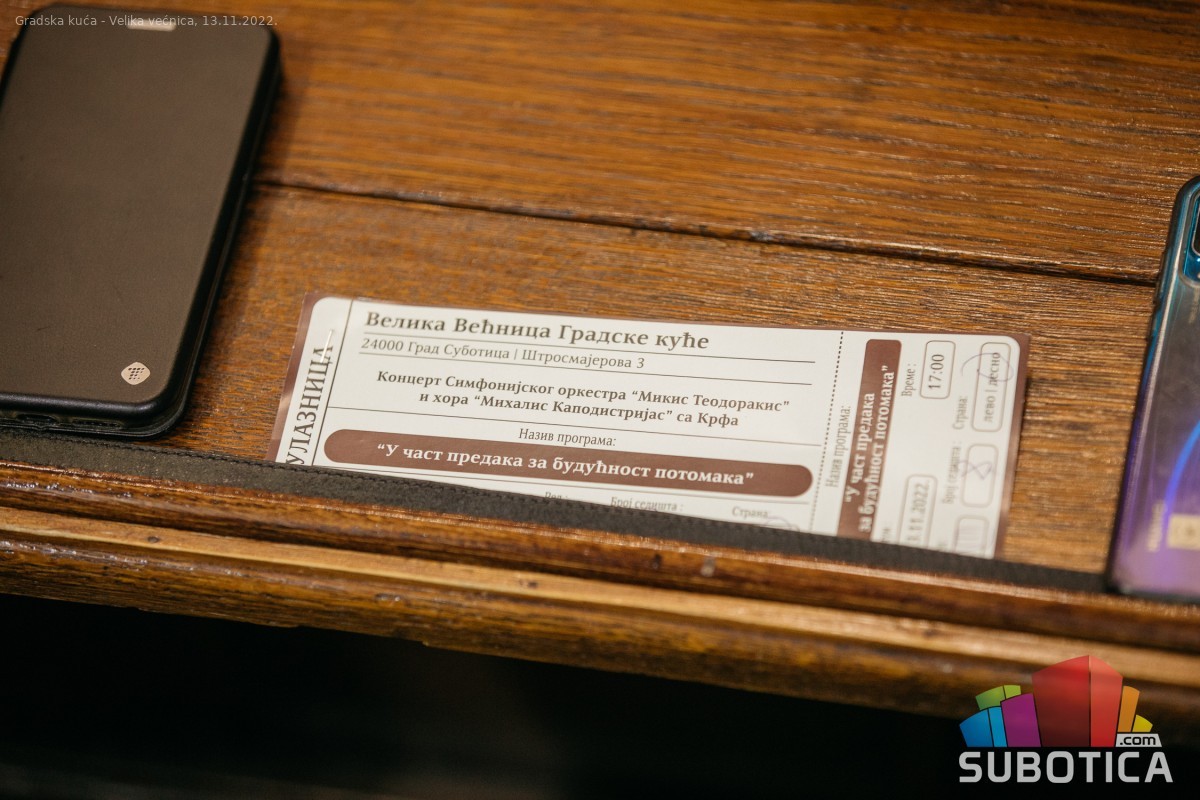 Gradska kuća - Velika većnica, 13.11.2022.
УЛАЗНИЦА
Велика Већница Градске куће
24000 Град Суботица | Штросмајерова 3
Концерт Симфонијског оркестра “Микис Теодоракис”
и хора “Михалис Каподистријас” са Крфа
Назив програма:
“У част предака за будућност потомака”
Број седишта :
Страна:
Назив програма:
“У част предака
за будућност потомака”
Време:
17:00
Страна:
лево | десно
Број седишта :
.com
SUBOTICA